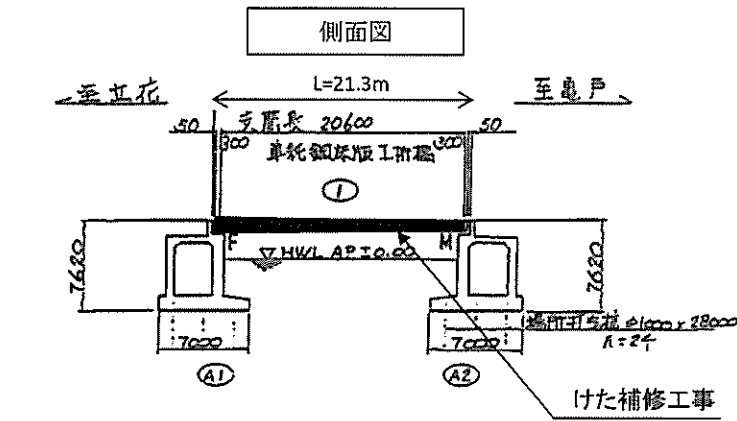 側面図
L=21.3m
至立花
至亀戸
50 支間長 20600 50
300 単純鋼床版工桁橋 300
1
F M
HWL AP±0.00
7620
7620
場所打ち杭 φ1000×28000
7000
7000
A1
A2
けた補修工事